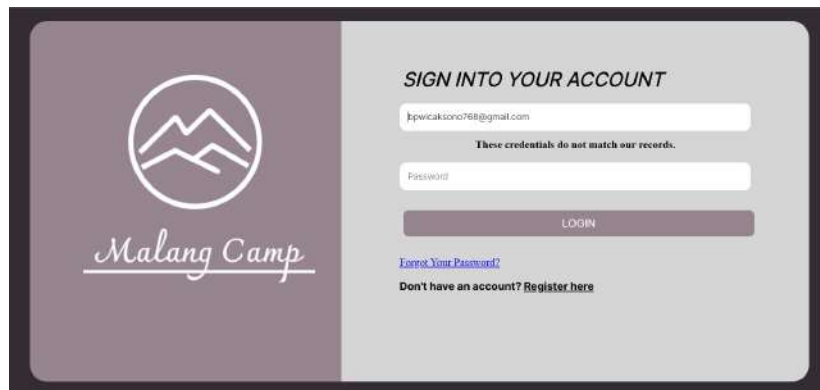 Malang Camp
SIGN INTO YOUR ACCOUNT
bpwicaksono768@gmail.com
These credentials do not match our records.
Password
LOGIN
Forgot Your Password?
Don't have an account? Register here